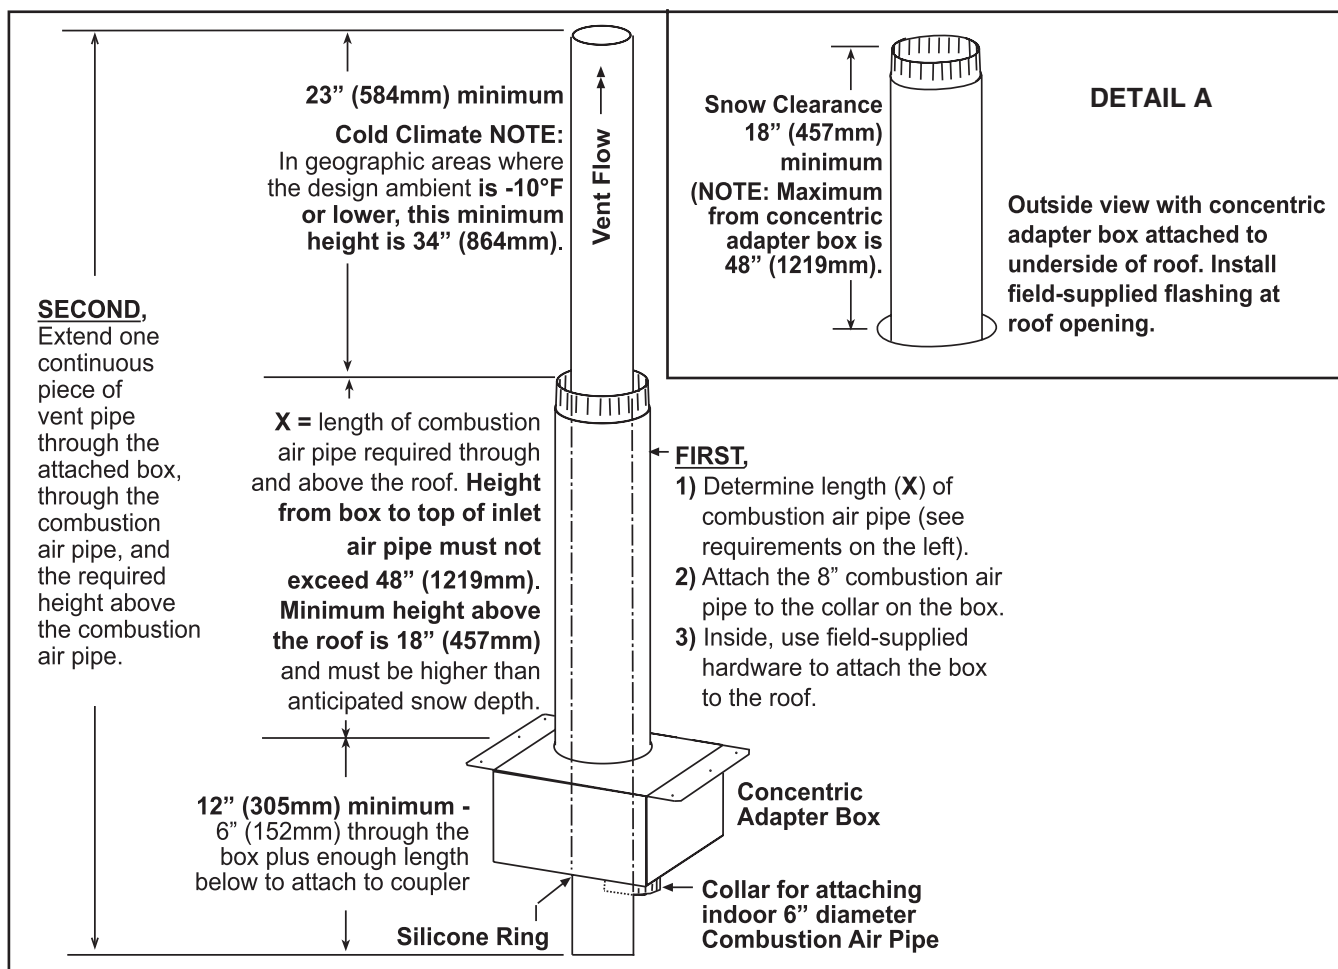 23” (584mm) minimum
Cold Climate NOTE:
In geographic areas where
the design ambient is -10°F
or lower, this minimum
height is 34” (864mm).
Vent Flow
Snow Clearance
18” (457mm)
minimum
(NOTE: Maximum
from concentric
adapter box is
48” (1219mm).
DETAIL A
Outside view with concentric
adapter box attached to
underside of roof. Install
field-supplied flashing at
roof opening.
SECOND,
Extend one
continuous
piece of
vent pipe
through the
attached box,
through the
combustion
air pipe, and
the required
height above
the combustion
air pipe.
X = length of combustion
air pipe required through
and above the roof. Height
from box to top of inlet
air pipe must not
exceed 48” (1219mm).
Minimum height above
the roof is 18” (457mm)
and must be higher than
anticipated snow depth.
FIRST,
1) Determine length (X) of
combustion air pipe (see
requirements on the left).
2) Attach the 8” combustion air
pipe to the collar on the box.
3) Inside, use field-supplied
hardware to attach the box
to the roof.
12” (305mm) minimum -
6” (152mm) through the
box plus enough length
below to attach to coupler
Concentric
Adapter Box
Silicone Ring
Collar for attaching
indoor 6” diameter
Combustion Air Pipe